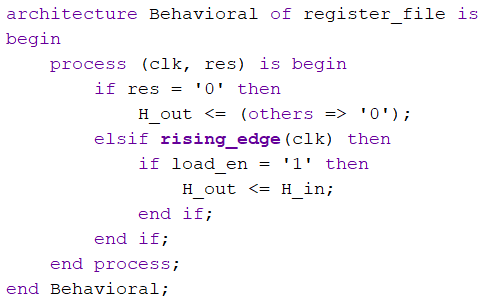 architecture Behavioral of register_file is
begin
    process (clk, res) is begin
        if res = '0' then
            H_out <= (others => '0');
        elsif rising_edge(clk) then
            if load_en = '1' then
                H_out <= H_in;
            end if;
        end if;
    end process;
end Behavioral;